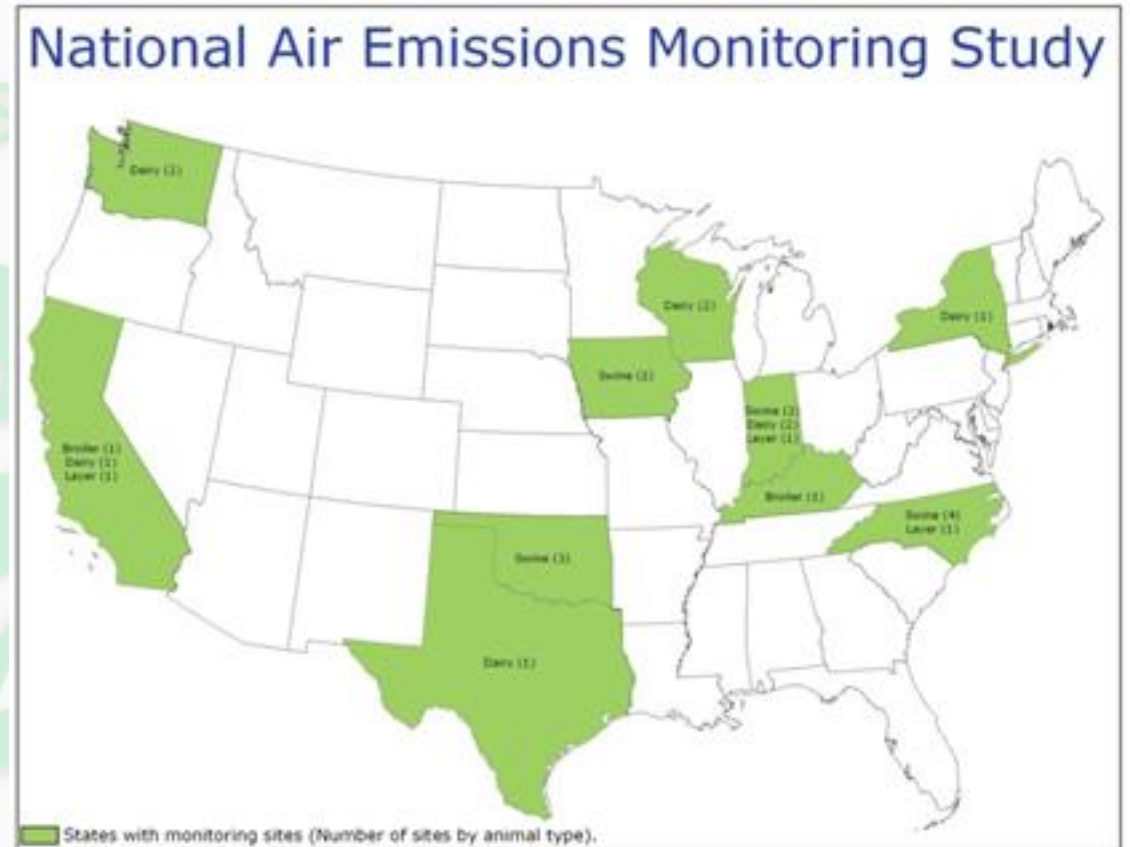 National Air Emissions Monitoring Study
Dairy (2)
Dairy (2)
Dairy (1)
Swine (2)
Swine (2)
Dairy (2)
Layer (1)
Broiler (1)
Dairy (1)
Layer (1)
Broiler (1)
Swine (4)
Layer (1)
Swine
Dairy (1)
States with monitoring sites (Number of sites by animal type).